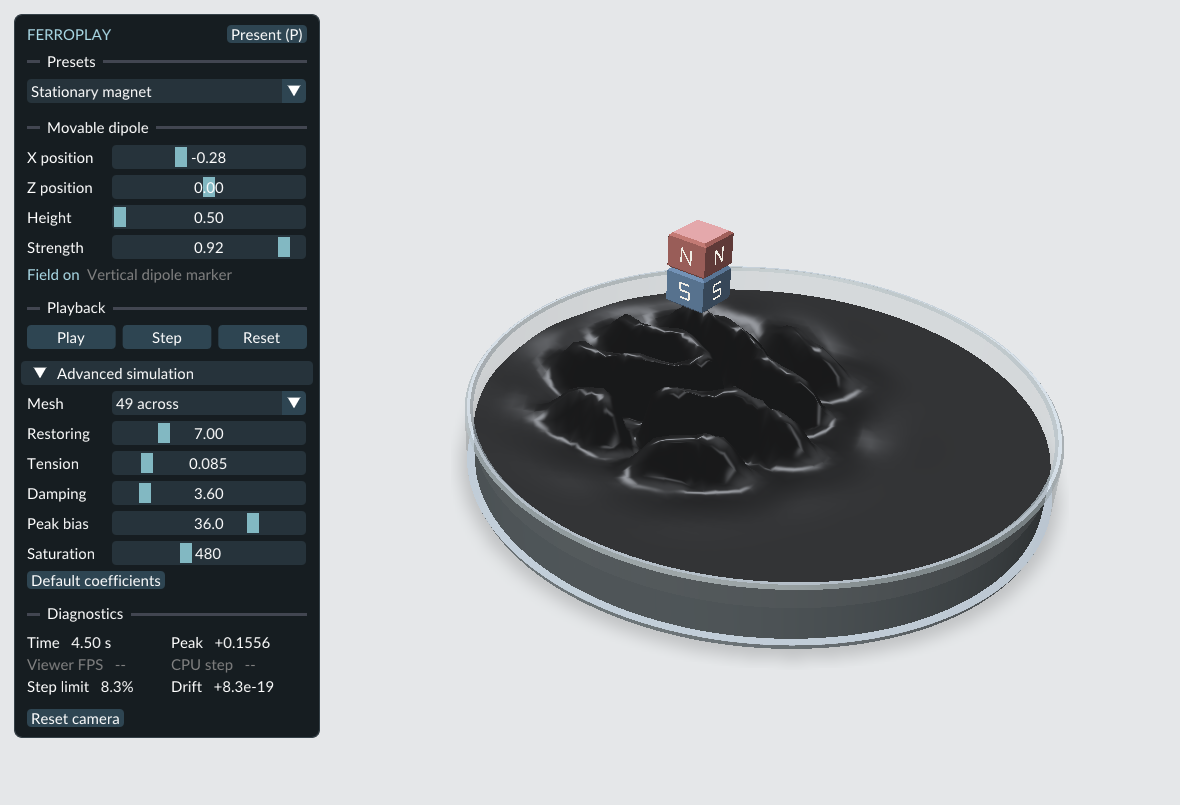 FERROPLAY Present (P)
Presets
Stationary magnet
Movable dipole
X position -0.28
Z position 0.00
Height 0.50
Strength 0.92
Field on Vertical dipole marker
Playback
Play Step Reset
Advanced simulation
Mesh 49 across
Restoring 7.00
Tension 0.085
Damping 3.60
Peak bias 36.0
Saturation 480
Default coefficients
Diagnostics
Time 4.50 s Peak +0.1556
Viewer FPS -- CPU step --
Step limit 8.3% Drift +8.3e-19
Reset camera
N N
S S